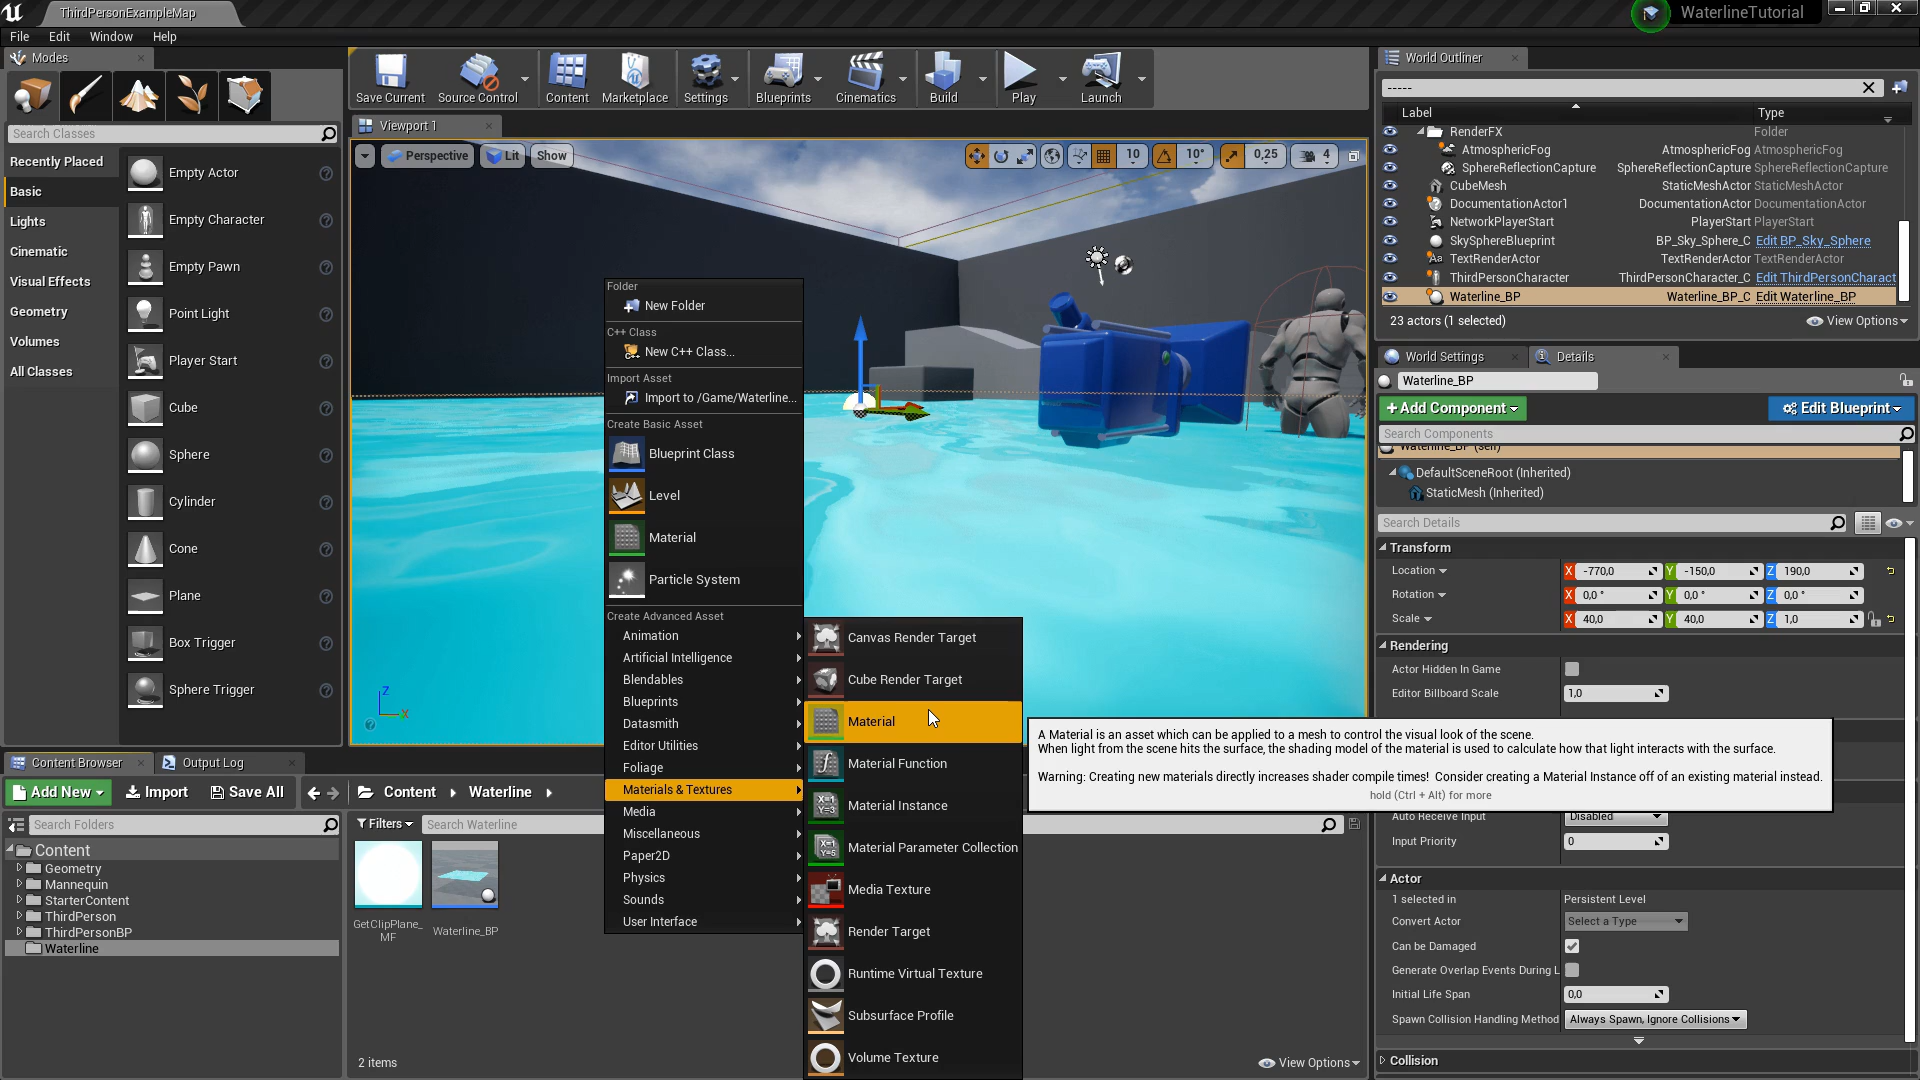 ThirdPersonExampleMap
WaterlineTutorial
File Edit Window Help
Modes
Search Classes
Recently Placed
Basic
Lights
Cinematic
Visual Effects
Geometry
Volumes
All Classes
Empty Actor
Empty Character
Empty Pawn
Point Light
Player Start
Cube
Sphere
Cylinder
Cone
Plane
Box Trigger
Sphere Trigger
Save Current
Source Control
Content
Marketplace
Settings
Blueprints
Cinematics
Build
Play
Launch
Viewport 1
Perspective Lit Show
10 10° 0,25 4
Folder
New Folder
C++ Class
New C++ Class...
Import Asset
Import to /Game/Waterline...
Create Basic Asset
Blueprint Class
Level
Material
Particle System
Create Advanced Asset
Animation
Artificial Intelligence
Blendables
Blueprints
Datasmith
Editor Utilities
Foliage
Materials & Textures
Media
Miscellaneous
Paper2D
Physics
Sounds
User Interface
Canvas Render Target
Cube Render Target
Material
Material Function
Material Instance
Material Parameter Collection
Media Texture
Render Target
Runtime Virtual Texture
Subsurface Profile
Volume Texture
A Material is an asset which can be applied to a mesh to control the visual look of the scene.
When light from the scene hits the surface, the shading model of the material is used to calculate how that light interacts with the surface.
Warning: Creating new materials directly increases shader compile times! Consider creating a Material Instance off of an existing material instead.
hold (Ctrl + Alt) for more
Z
X
Content Browser
Output Log
Add New Import Save All Content Waterline
Search Folders
Filters Search Waterline
Content
Geometry
Mannequin
StarterContent
ThirdPerson
ThirdPersonBP
Waterline
GetClipPlane_
MF
Waterline_BP
2 items
View Options
World Outliner
-----
Label Type
RenderFX Folder
AtmosphericFog AtmosphericFog AtmosphericFog
SphereReflectionCapture SphereReflectionCapture SphereReflectionCapture
CubeMesh StaticMeshActor StaticMeshActor
DocumentationActor1 DocumentationActor DocumentationActor
NetworkPlayerStart PlayerStart PlayerStart
SkySphereBlueprint BP_Sky_Sphere_C Edit BP_Sky_Sphere
TextRenderActor TextRenderActor TextRenderActor
ThirdPersonCharacter ThirdPersonCharacter_C Edit ThirdPersonCharact
Waterline_BP Waterline_BP_C Edit Waterline_BP
23 actors (1 selected)
View Options
World Settings
Details
Waterline_BP
+Add Component
Edit Blueprint
Search Components
Waterline_BP (self)
DefaultSceneRoot (Inherited)
StaticMesh (Inherited)
Search Details
Transform
Location X -770,0 Y -150,0 Z 190,0
Rotation X 0,0 ° Y 0,0 ° Z 0,0 °
Scale X 40,0 Y 40,0 Z 1,0
Rendering
Actor Hidden In Game
Editor Billboard Scale 1,0
Auto Receive Input Disabled
Input Priority 0
Actor
1 selected in Persistent Level
Convert Actor Select a Type
Can be Damaged
Generate Overlap Events During L
Initial Life Span 0,0
Spawn Collision Handling Method Always Spawn, Ignore Collisions
Collision